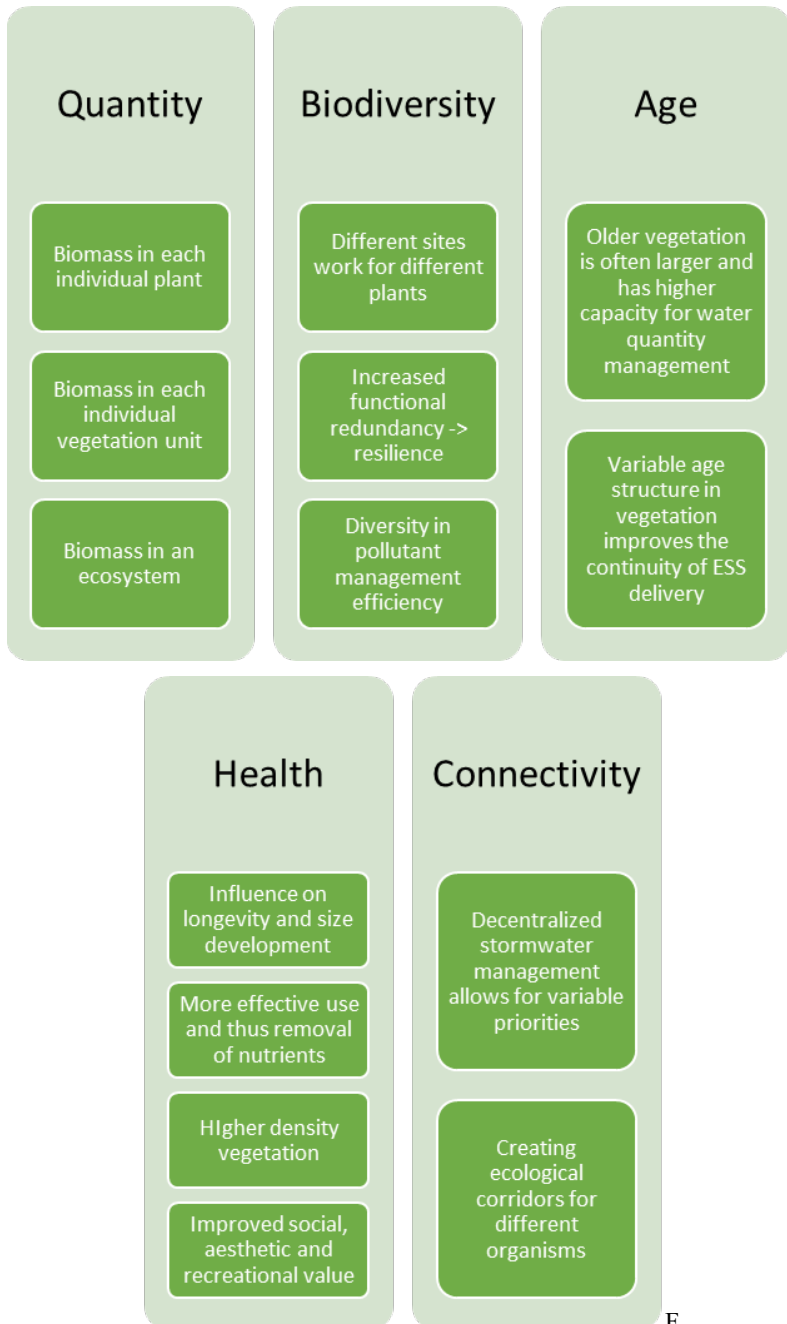 Quantity
Biomass in each
individual plant
Biomass in each
individual
vegetation unit
Biomass in an
ecosystem
Biodiversity
Different sites
work for different
plants
Increased
functional
redundancy ->
resilience
Diversity in
pollutant
management
efficiency
Age
Older vegetation
is often larger and
has higher
capacity for water
quantity
management
Variable age
structure in
vegetation
improves the
continuity of ESS
delivery
Health
Influence on
longevity and size
development
More effective use
and thus removal
of nutrients
HIgher density
vegetation
Improved social,
aesthetic and
recreational value
Connectivity
Decentralized
stormwater
management
allows for variable
priorities
Creating
ecological
corridors for
different
organisms